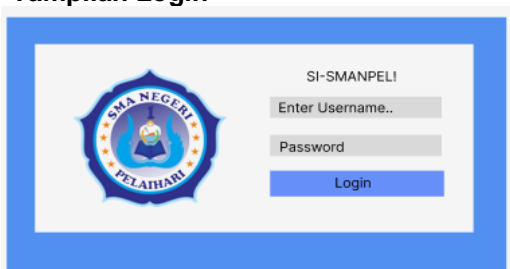 Tampilan Login
SMA NEGERI
PELAIHARI
SI-SMANPEL!
Enter Username..
Password
Login